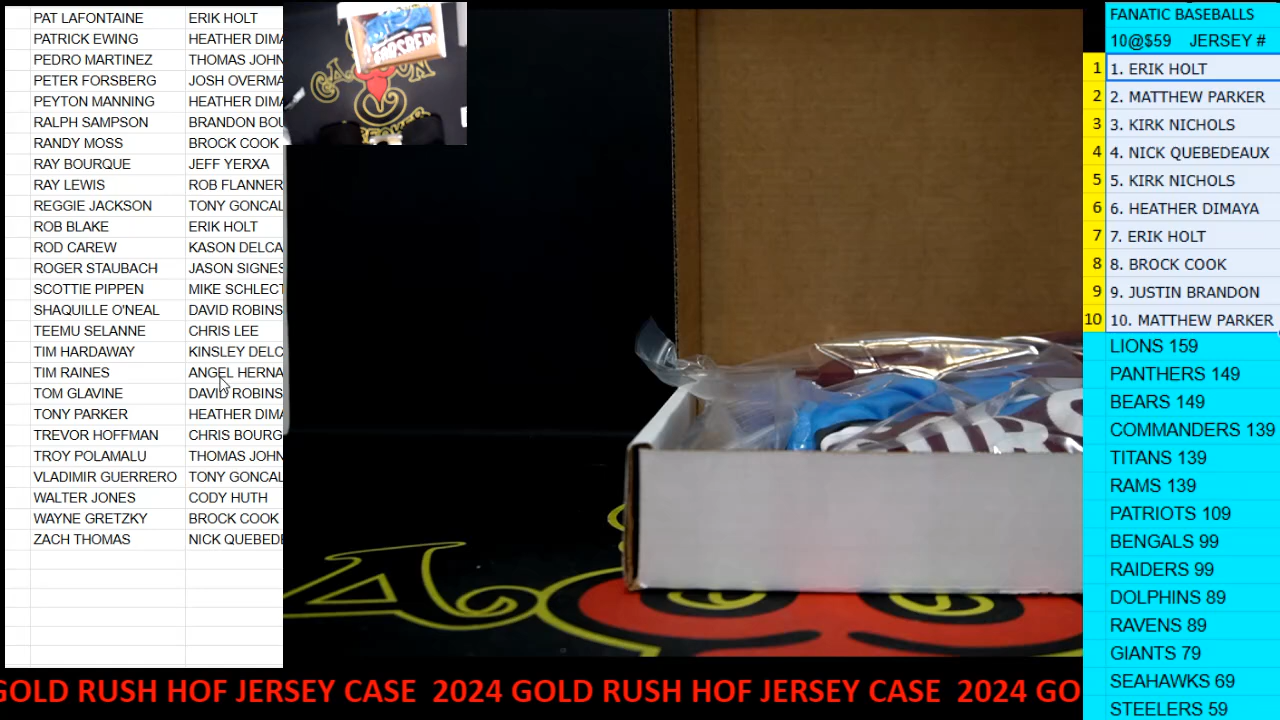 PAT LAFONTAINE ERIK HOLT
PATRICK EWING HEATHER DIMA
PEDRO MARTINEZ THOMAS JOHN
PETER FORSBERG JOSH OVERMA
PEYTON MANNING HEATHER DIMA
RALPH SAMPSON BRANDON BOU
RANDY MOSS BROCK COOK
RAY BOURQUE JEFF YERXA
RAY LEWIS ROB FLANNER
REGGIE JACKSON TONY GONCAL
ROB BLAKE ERIK HOLT
ROD CAREW KASON DELCA
ROGER STAUBACH JASON SIGNES
SCOTTIE PIPPEN MIKE SCHLECT
SHAQUILLE O'NEAL DAVID ROBINS
TEEMU SELANNE CHRIS LEE
TIM HARDAWAY KINSLEY DELC
TIM RAINES ANGEL HERNA
TOM GLAVINE DAVID ROBINS
TONY PARKER HEATHER DIMA
TREVOR HOFFMAN CHRIS BOURG
TROY POLAMALU THOMAS JOHN
VLADIMIR GUERRERO TONY GONCAL
WALTER JONES CODY HUTH
WAYNE GRETZKY BROCK COOK
ZACH THOMAS NICK QUEBEDE
FANATIC BASEBALLS
10@$59 JERSEY #
1 1. ERIK HOLT
2 2. MATTHEW PARKER
3 3. KIRK NICHOLS
4 4. NICK QUEBEDEAUX
5 5. KIRK NICHOLS
6 6. HEATHER DIMAYA
7 7. ERIK HOLT
8 8. BROCK COOK
9 9. JUSTIN BRANDON
10 10. MATTHEW PARKER
LIONS 159
PANTHERS 149
BEARS 149
COMMANDERS 139
TITANS 139
RAMS 139
PATRIOTS 109
BENGALS 99
RAIDERS 99
DOLPHINS 89
RAVENS 89
GIANTS 79
SEAHAWKS 69
STEELERS 59
GOLD RUSH HOF JERSEY CASE 2024 GOLD RUSH HOF JERSEY CASE 2024 GO